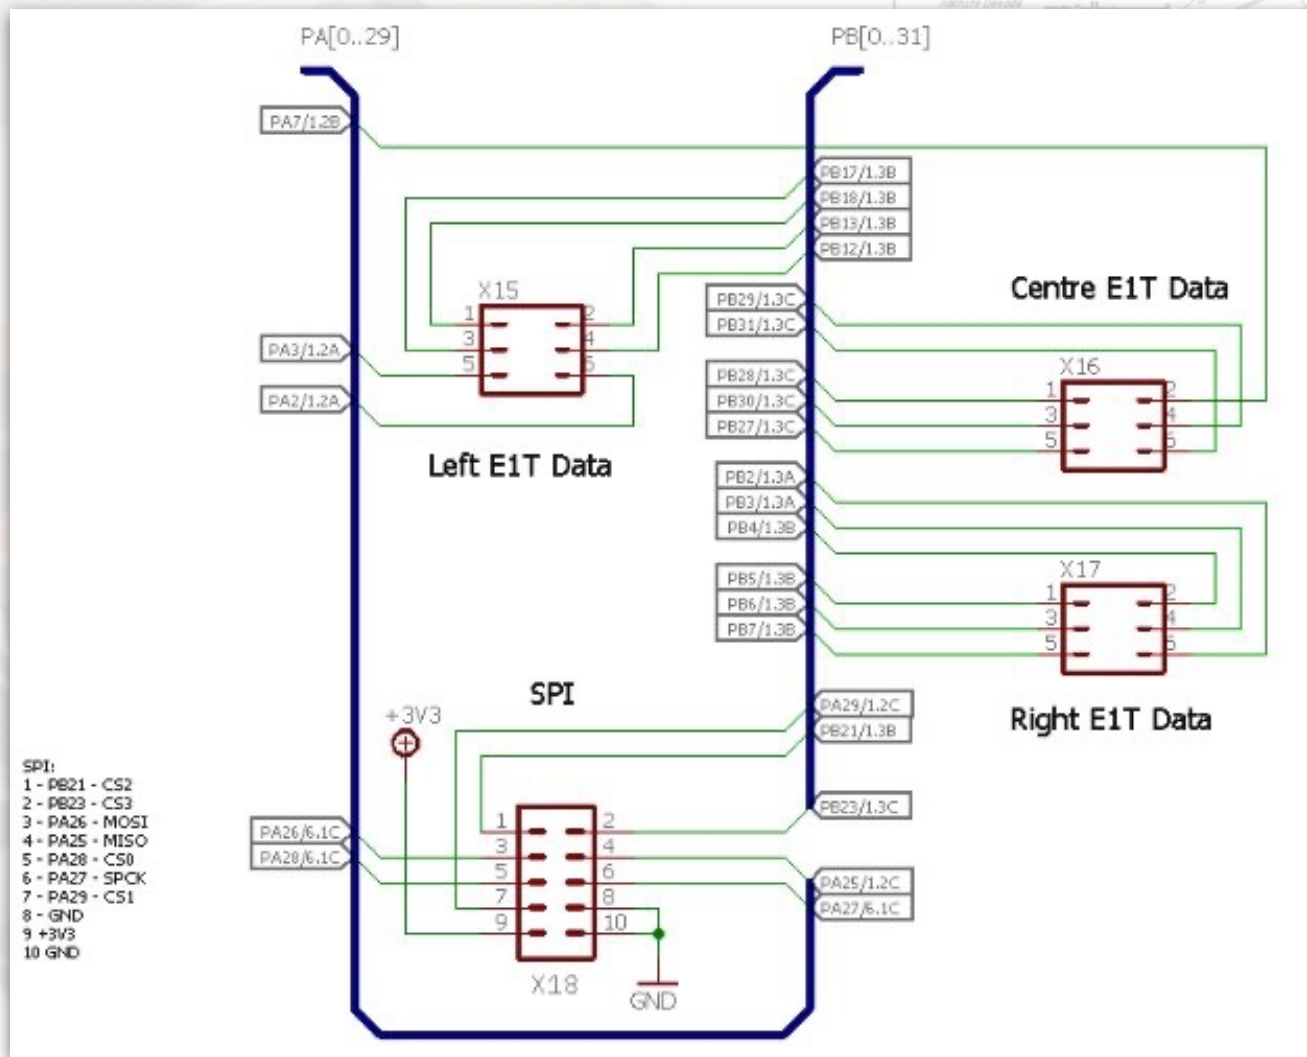 PA[0..29]
PB[0..31]
PA7/1.2B
PB17/1.3B
PB18/1.3B
PB13/1.3B
PB12/1.3B
Centre E1T Data
PB29/1.3C
PB31/1.3C
X15
1 2
3 4
5 6
PA3/1.2A
PA2/1.2A
X16
PB28/1.3C
PB30/1.3C
PB27/1.3C
1 2
3 4
5 6
Left E1T Data
PB2/1.3A
PB3/1.3A
PB4/1.3B
X17
PB5/1.3B
PB6/1.3B
PB7/1.3B
1 2
3 4
5 6
SPI
Right E1T Data
+3V3
PA29/1.2C
PB21/1.3B
PB23/1.3C
SPI:
1 - PB21 - CS2
2 - PB23 - CS3
3 - PA26 - MOSI
4 - PA25 - MISO
5 - PA28 - CS0
6 - PA27 - SPCK
7 - PA29 - CS1
8 - GND
9 +3V3
10 GND
PA26/6.1C
PA28/6.1C
1 2
3 4
5 6
7 8
9 10
PA25/1.2C
PA27/6.1C
X18
GND